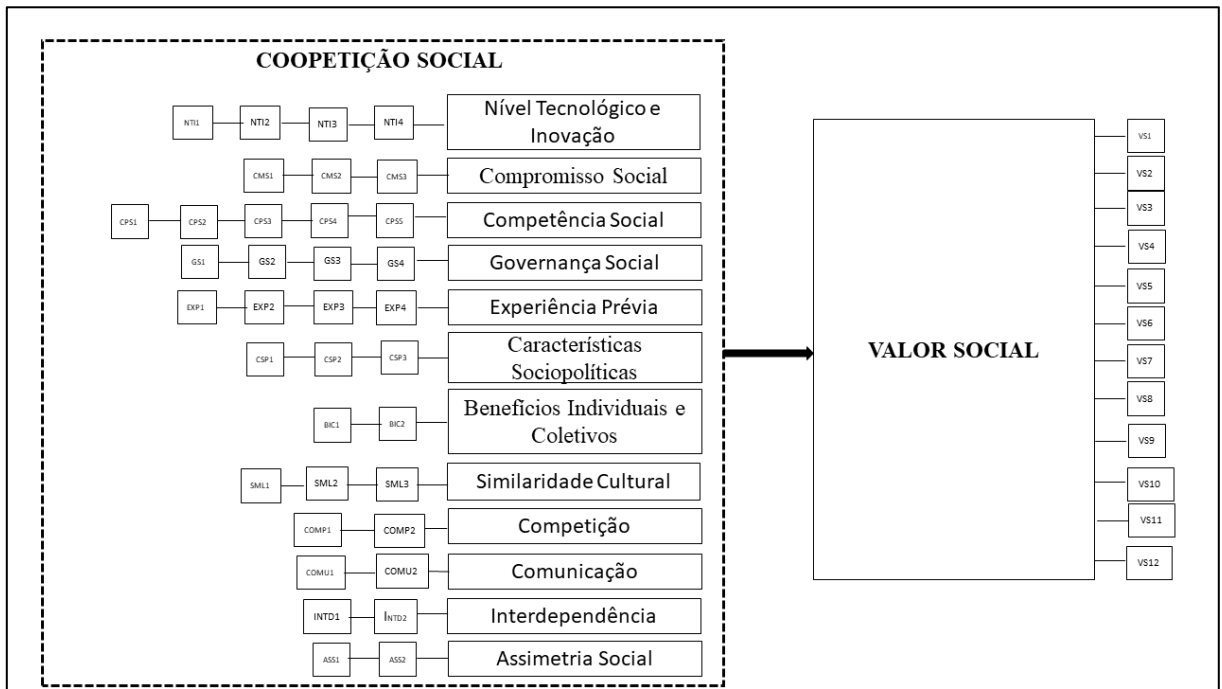 COOPETIÇÃO SOCIAL
NTI1 NTI2 NTI3 NTI4 Nível Tecnológico e
Inovação
CMS1 CMS2 CMS3 Compromisso Social
CPS1 CPS2 CPS3 CPS4 CPS5 Competência Social
GS1 GS2 GS3 GS4 Governança Social
EXP1 EXP2 EXP3 EXP4 Experiência Prévia
CSP1 CSP2 CSP3 Características
Sociopolíticas
BIC1 BIC2 Benefícios Individuais e
Coletivos
SML1 SML2 SML3 Similaridade Cultural
COMP1 COMP2 Competição
COMU1 COMU2 Comunicação
INTD1 INTD2 Interdependência
ASS1 ASS2 Assimetria Social
VALOR SOCIAL
VS1
VS2
VS3
VS4
VS5
VS6
VS7
VS8
VS9
VS10
VS11
VS12